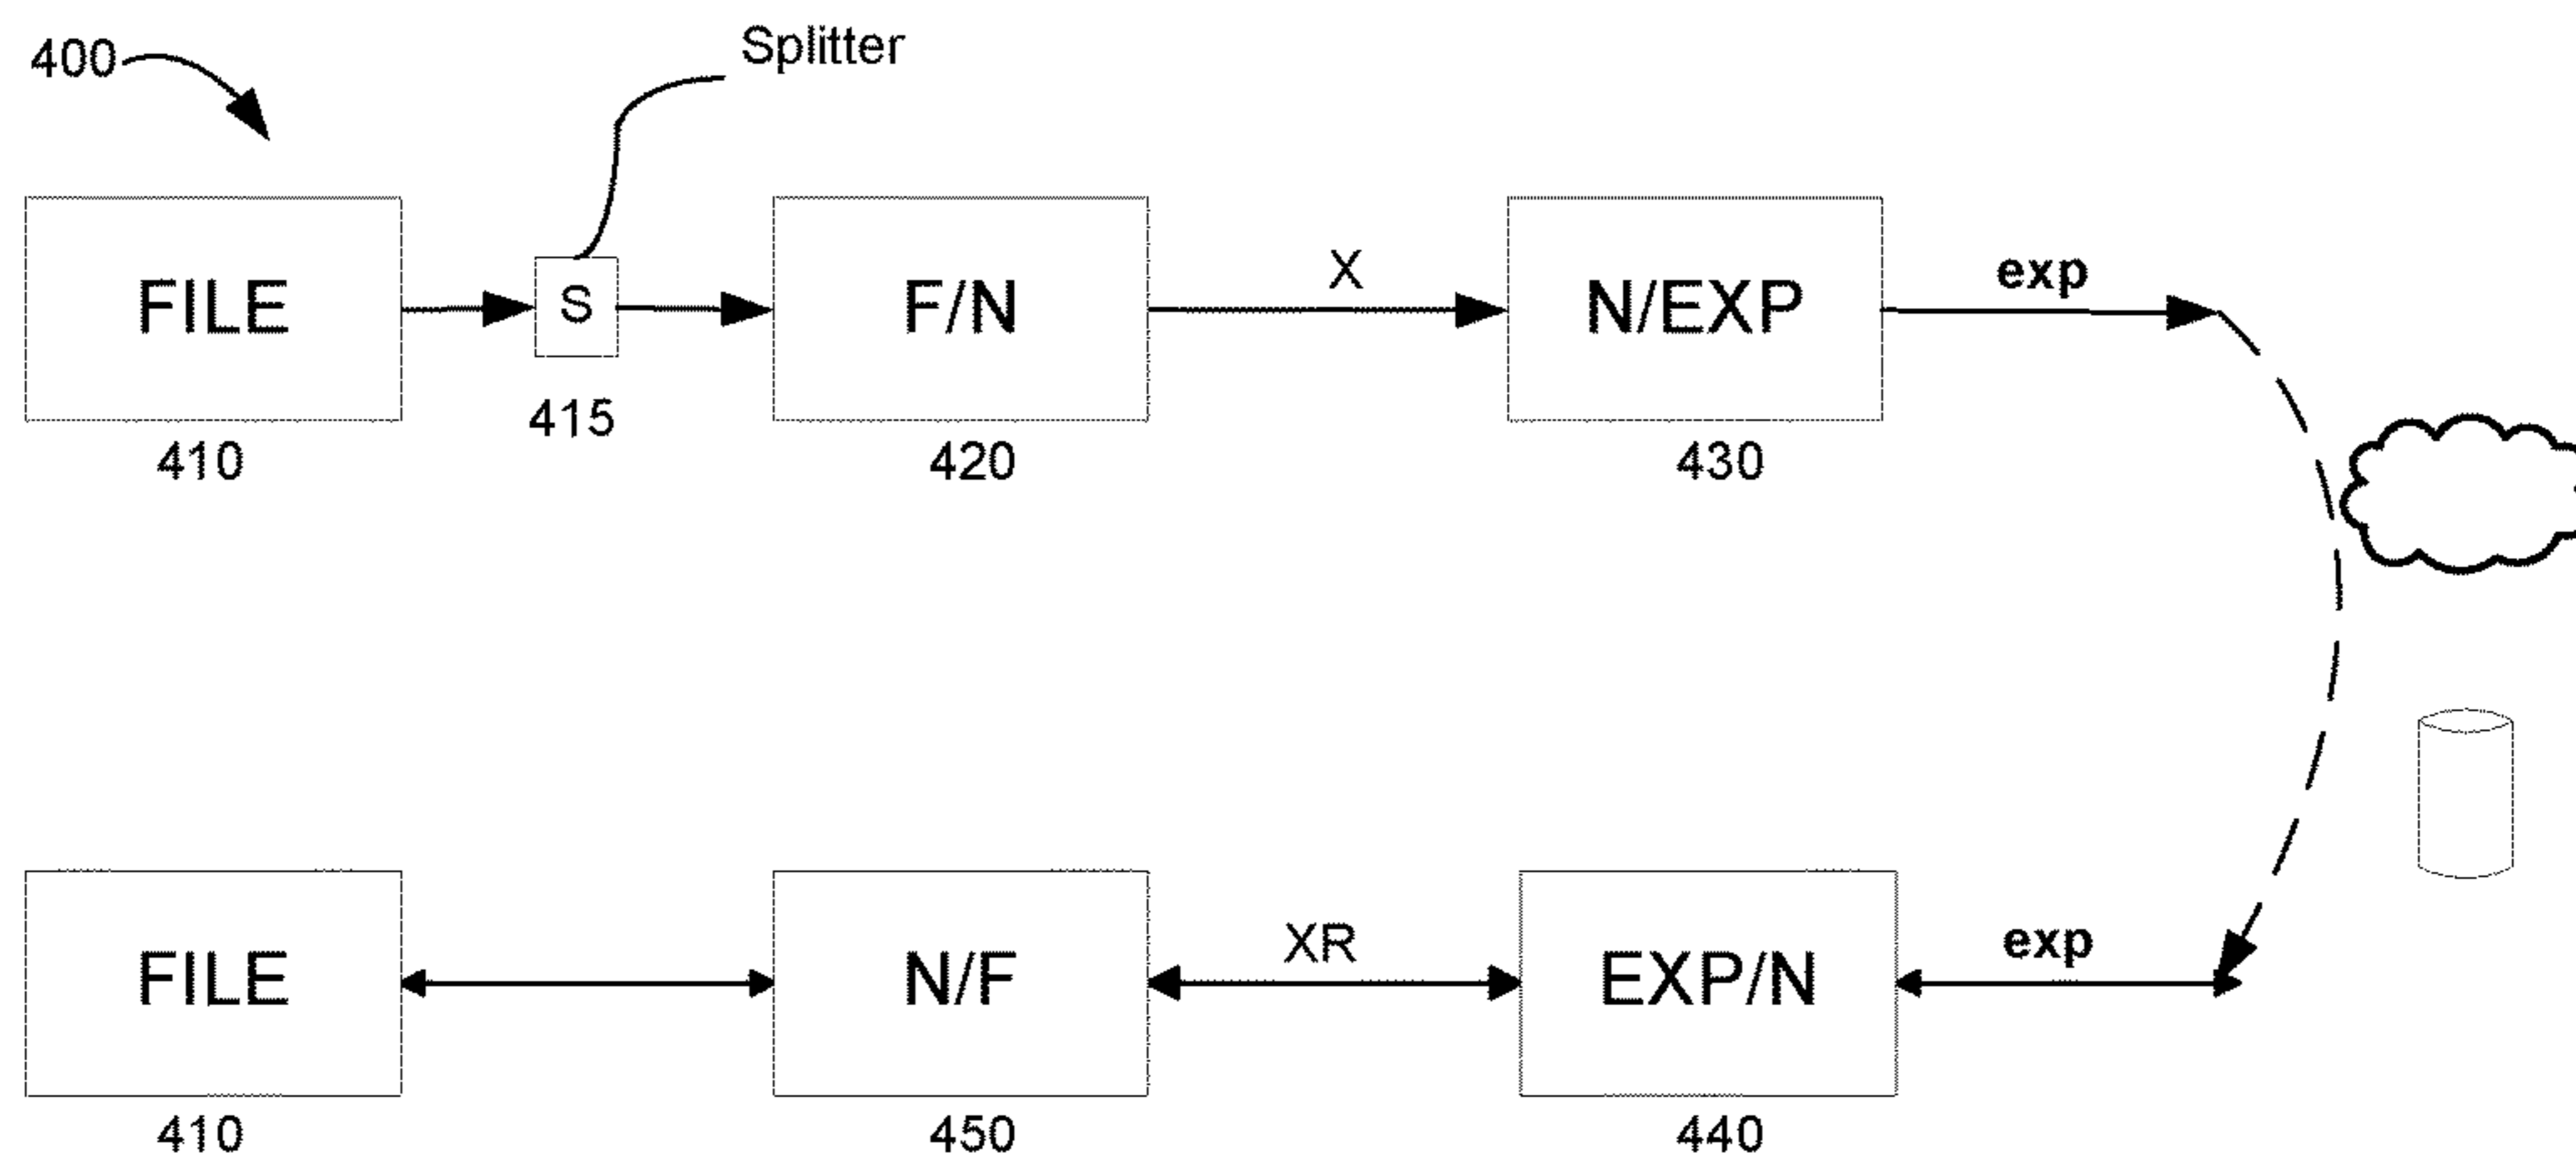 400
Splitter
FILE
S
F/N
X
N/EXP
exp
410
415
420
430
FILE
N/F
XR
EXP/N
exp
410
450
440